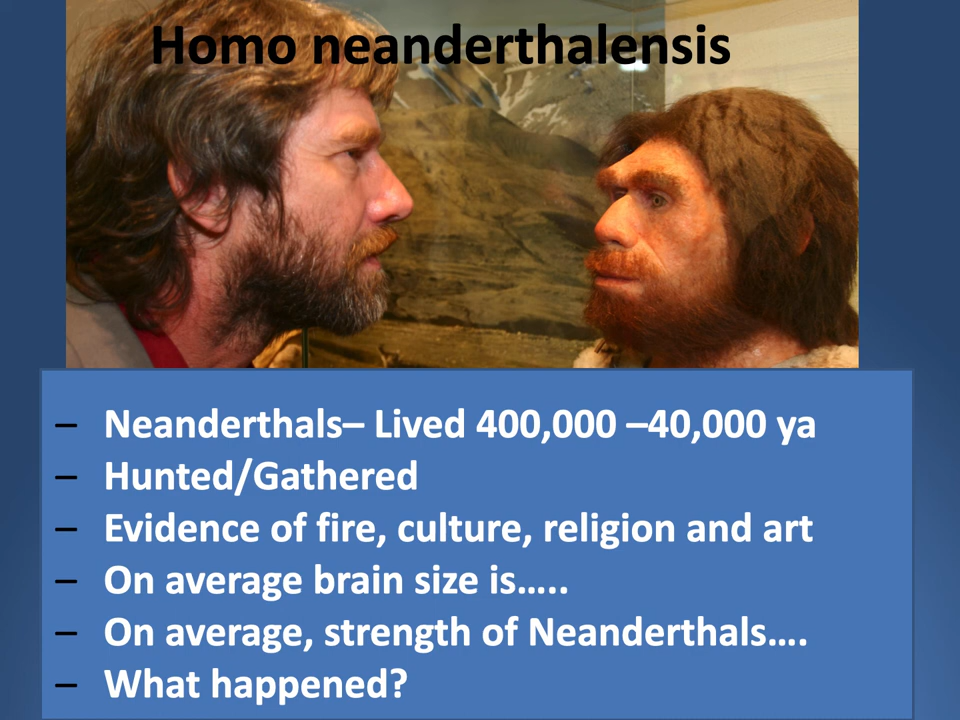 Homo neanderthalensis
– Neanderthals– Lived 400,000 –40,000 ya
– Hunted/Gathered
– Evidence of fire, culture, religion and art
– On average brain size is…..
– On average, strength of Neanderthals….
– What happened?